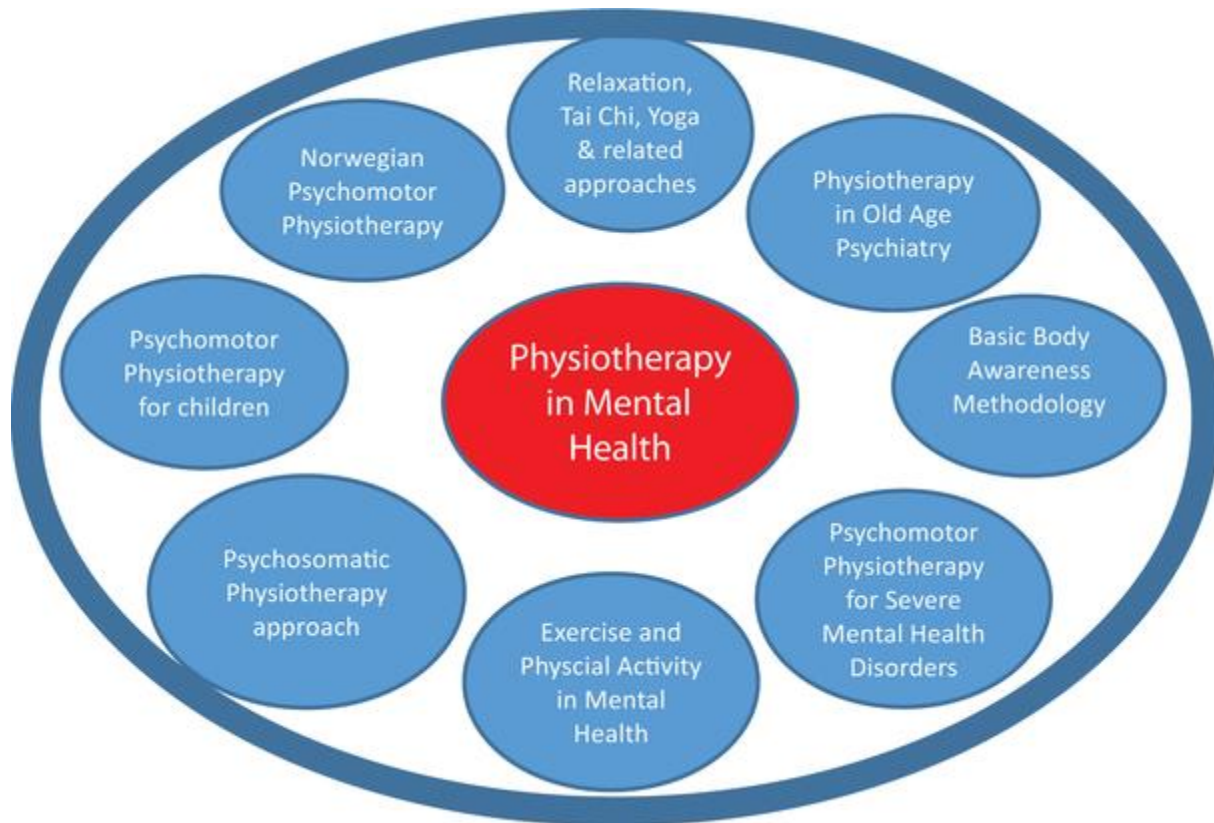 Relaxation,
Tai Chi, Yoga
& related
approaches
Physiotherapy
in Old Age
Psychiatry
Basic Body
Awareness
Methodology
Psychomotor
Physiotherapy
for Severe
Mental Health
Disorders
Exercise and
Physcial Activity
in Mental
Health
Psychosomatic
Physiotherapy
approach
Psychomotor
Physiotherapy
for children
Norwegian
Psychomotor
Physiotherapy
Physiotherapy
in Mental
Health